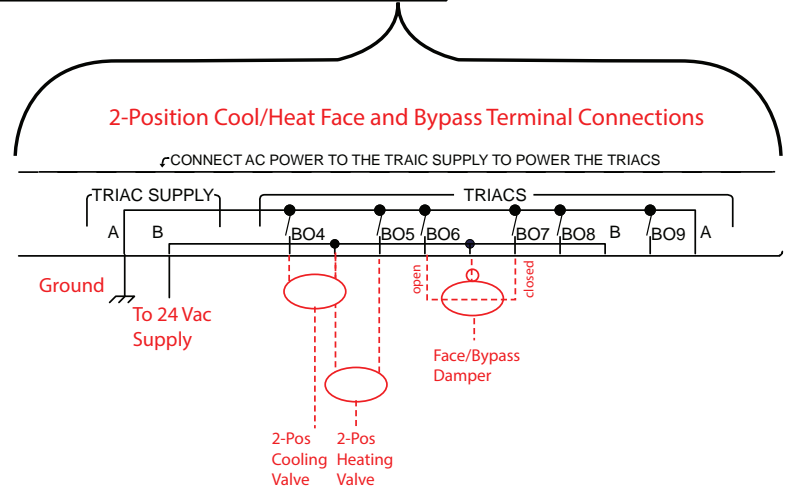 2-Position Cool/Heat Face and Bypass Terminal Connections
CONNECT AC POWER TO THE TRAIC SUPPLY TO POWER THE TRIACS
TRIAC SUPPLY
TRIACS
A
B
BO4
BO5
BO6
BO7
BO8
B
BO9
A
Ground
To 24 Vac
Supply
open
closed
Face/Bypass
Damper
2-Pos
Cooling
Valve
2-Pos
Heating
Valve